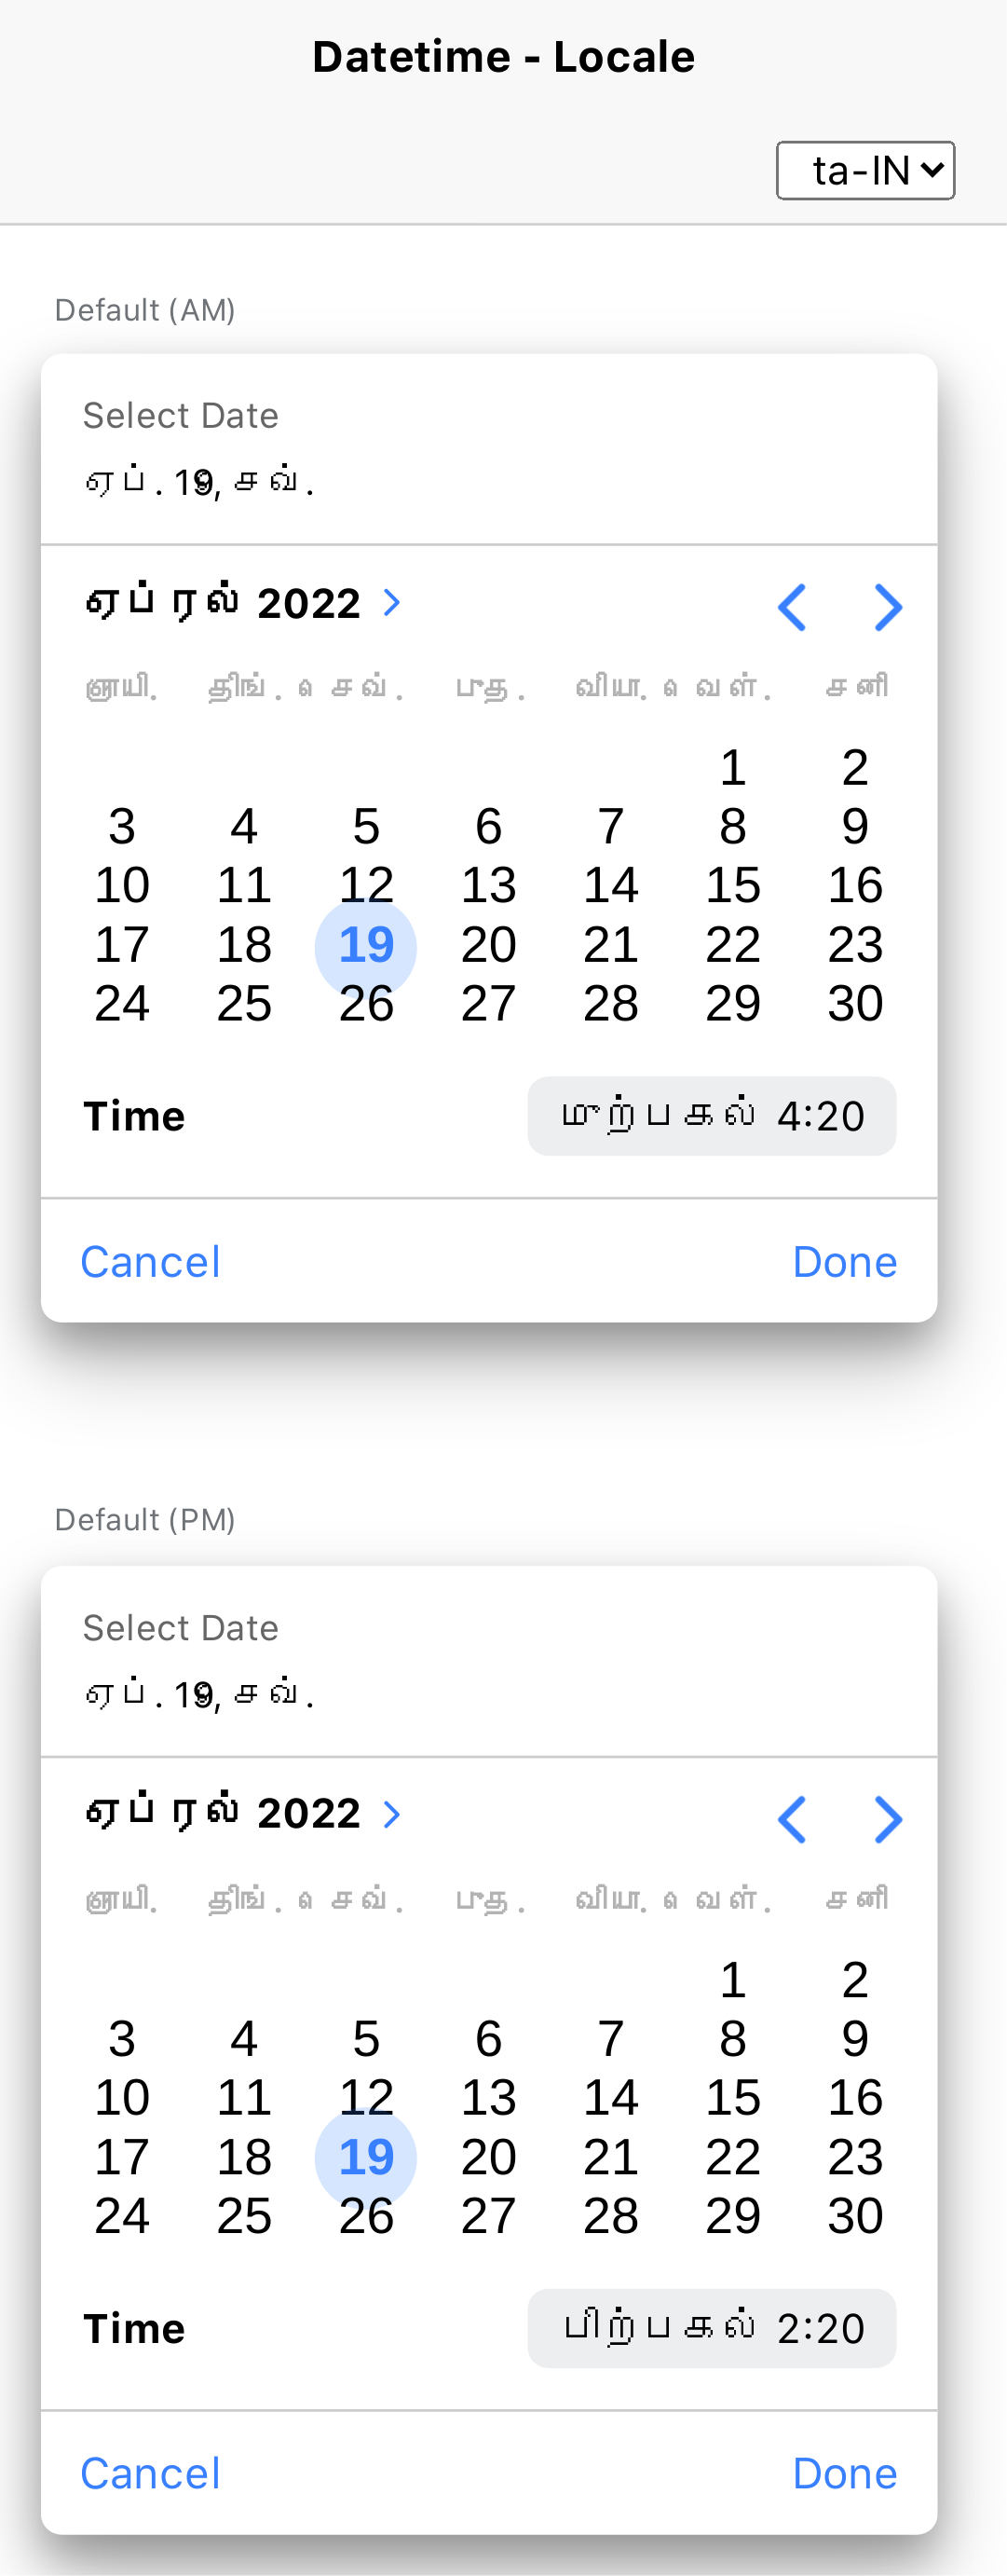 Datetime - Locale
ta-IN
Default (AM)
Select Date
ஏப். 19, செவ்.
ஏப்ரல் 2022
ஞாயி. திங். செவ். புத. வியா. வெள். சனி
1 2
3 4 5 6 7 8 9
10 11 12 13 14 15 16
17 18 19 20 21 22 23
24 25 26 27 28 29 30
Time முற்பகல் 4:20
Cancel Done
Default (PM)
Select Date
ஏப். 19, செவ்.
ஏப்ரல் 2022
ஞாயி. திங். செவ். புத. வியா. வெள். சனி
1 2
3 4 5 6 7 8 9
10 11 12 13 14 15 16
17 18 19 20 21 22 23
24 25 26 27 28 29 30
Time பிற்பகல் 2:20
Cancel Done